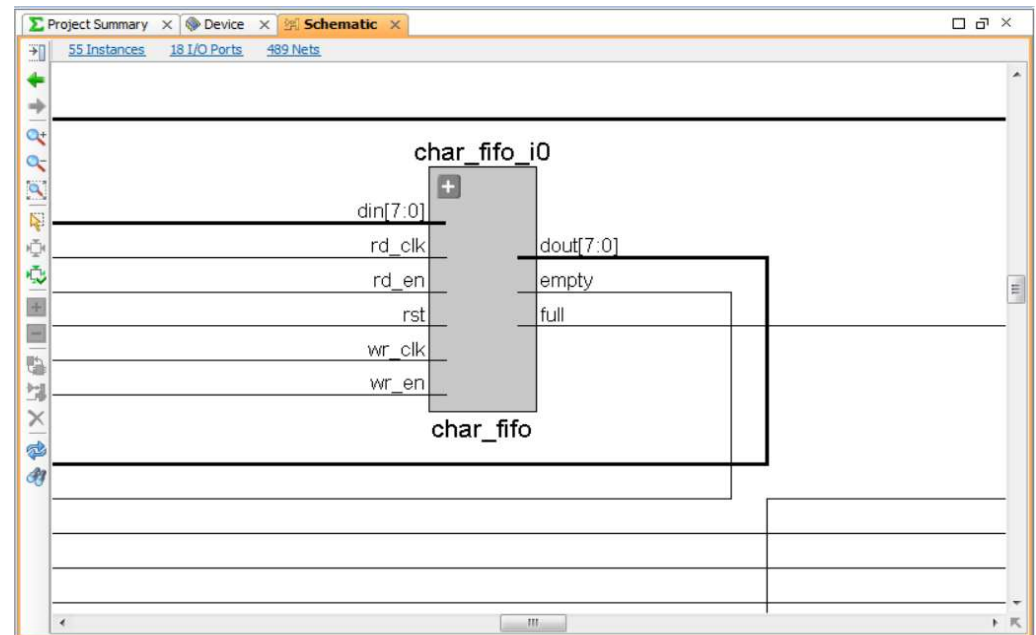 Project Summary Device Schematic
55 Instances 18 I/O Ports 489 Nets
char_fifo_i0
din[7:0]
rd_clk dout[7:0]
rd_en empty
rst full
wr_clk
wr_en
char_fifo